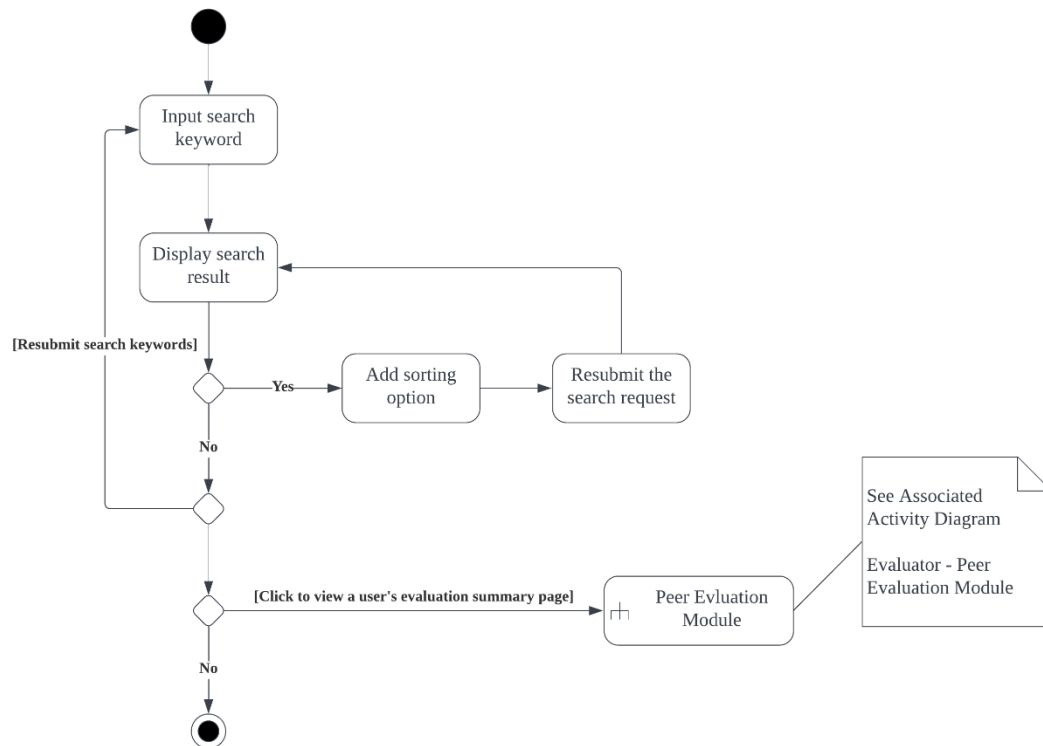 Input search
keyword
Display search
result
[Resubmit search keywords]
Yes
Add sorting
option
Resubmit the
search request
No
See Associated
Activity Diagram
Evaluator - Peer
Evaluation Module
[Click to view a user's evaluation summary page]
Peer Evluation
Module
No